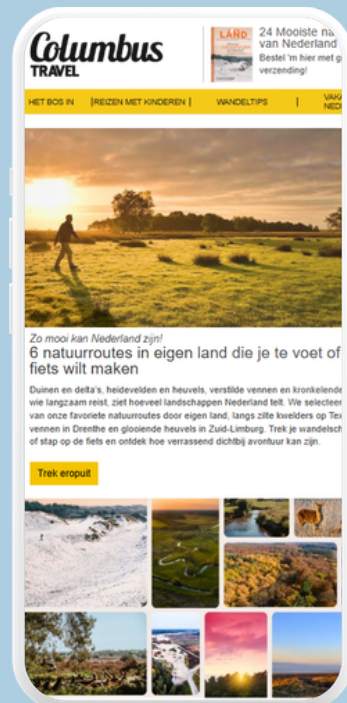 Columbus
TRAVEL
LAND
24 Mooiste
van Nederland
Bestel 'm hier met
verzending!
HET BOS IN | REIZEN MET KINDEREN | WANDELTIPS |
Zo mooi kan Nederland zijn!
6 natuurroutes in eigen land die je te voet of
fiets wilt maken
Duinen en delta's, heidevelden en heuvels, verstilde vennen en kronkelende
wie langzaam reist, ziet hoeveel landschappen Nederland telt. We selecteer
van onze favoriete natuurroutes door eigen land, langs zilte kwelders op Tex
vennen in Drenthe en glooiende heuvels in Zuid-Limburg. Trek je wandelsch
of stap op de fiets en ontdek hoe verrassend dichtbij avontuur kan zijn.
Trek eropuit